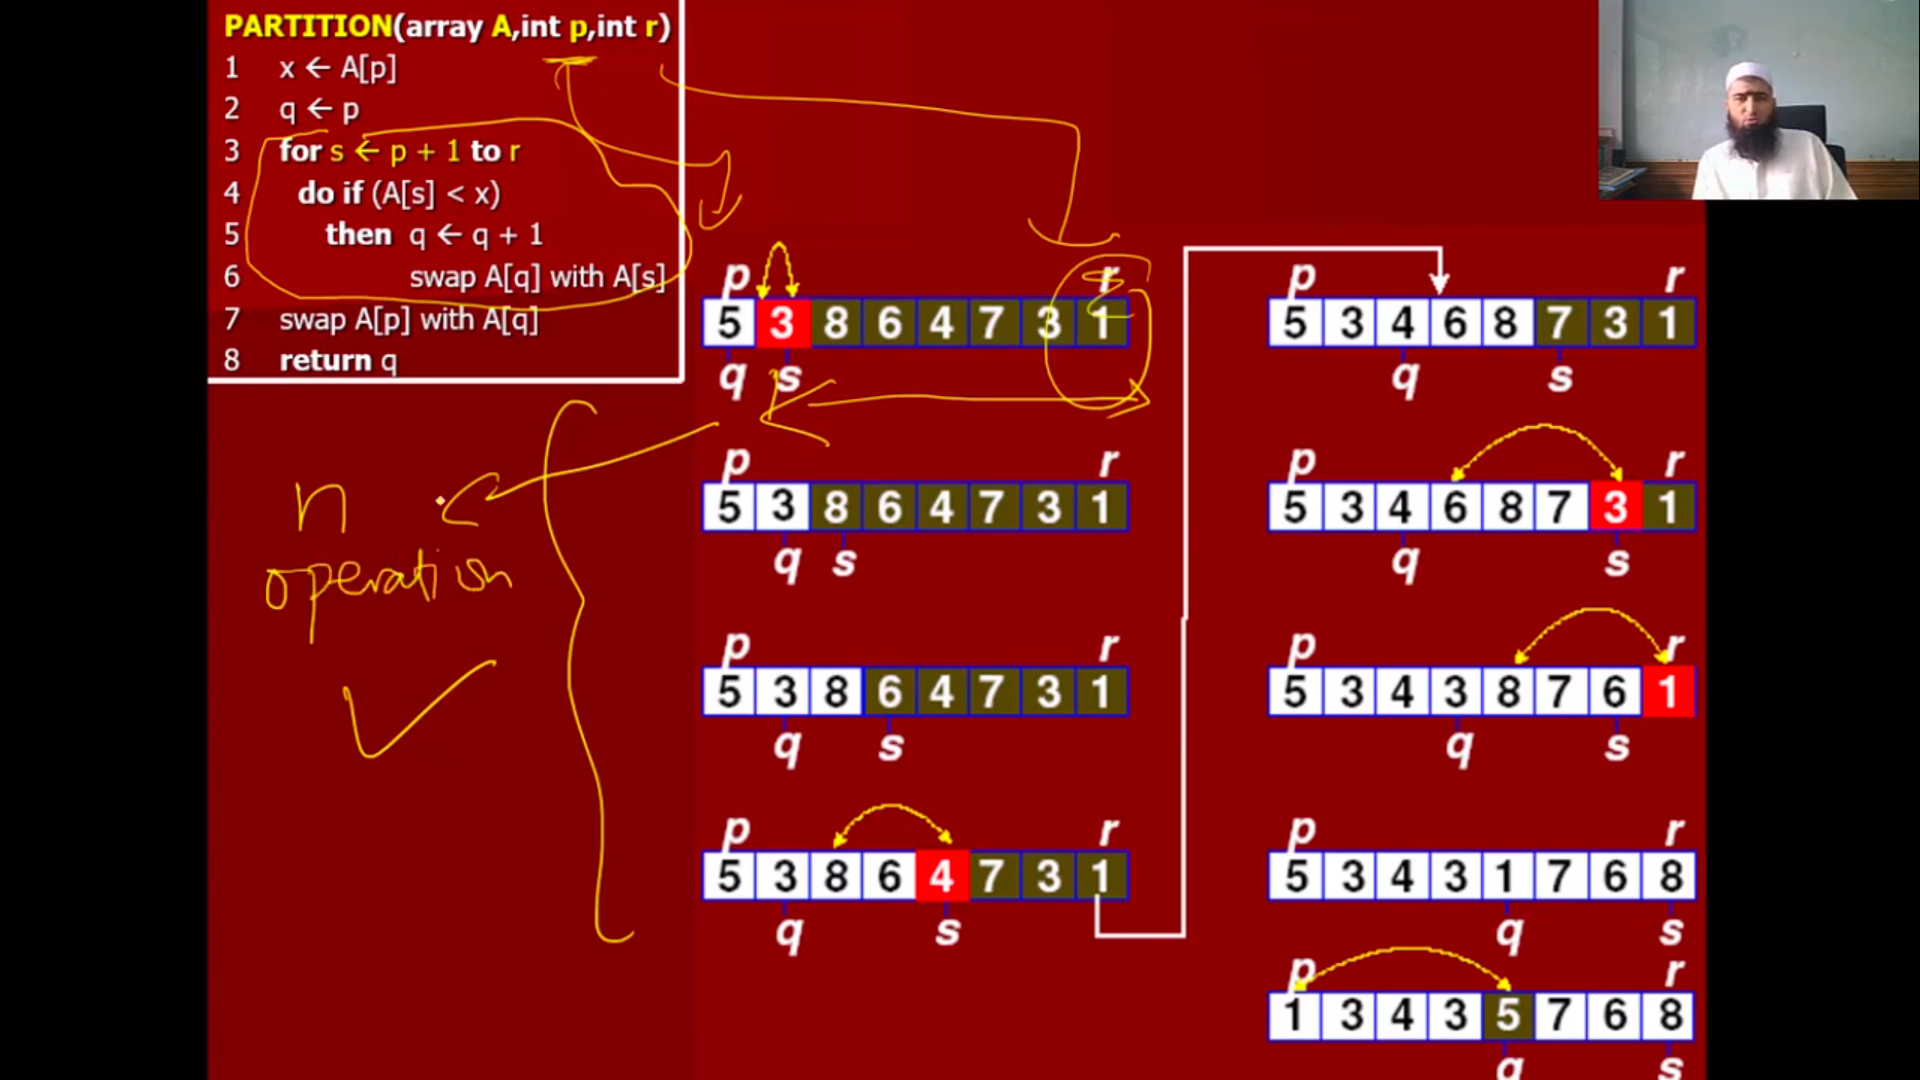 PARTITION(array A,int p,int r)
1 x ← A[p]
2 q ← p
3 for s ← p + 1 to r
4 do if (A[s] < x)
5 then q ← q + 1
6 swap A[q] with A[s]
7 swap A[p] with A[q]
8 return q
n
operation
p r
5 3 8 6 4 7 3 1
q s
p r
5 3 8 6 4 7 3 1
q s
p r
5 3 8 6 4 7 3 1
q s
p r
5 3 8 6 4 7 3 1
q s
p r
5 3 4 6 8 7 3 1
q s
p r
5 3 4 6 8 7 3 1
q s
p r
5 3 4 3 8 7 6 1
q s
p r
5 3 4 3 1 7 6 8
q s
p r
1 3 4 3 5 7 6 8
q s